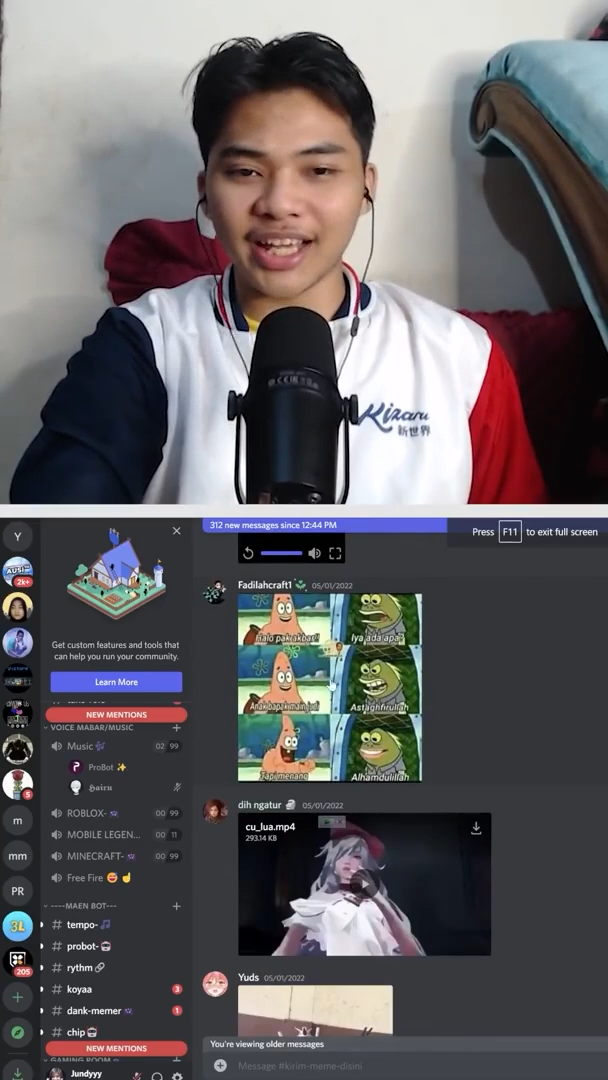 Kizaru
新世界
312 new messages since 12:44 PM
Press F11 to exit full screen
Y
2k+
5
m
mm
PR
3L
205
Get custom features and tools that
can help you run your community.
Learn More
NEW MENTIONS
VOICE MABAR/MUSIC
Music 02 99
ProBot
Hairu
ROBLOX- 00 99
MOBILE LEGEN... 00 11
MINECRAFT- 00 99
Free Fire
----MAEN BOT----
# tempo-
# probot-
# rythm
# koyaa 3
# dank-memer 1
# chip
NEW MENTIONS
Jundyyy
Fadilahcraft1 05/01/2022
Halo pak akbar!!
Iya ada apa?
Anak bapak main judi
Astaghfirullah
Tapi menang
Alhamdulillah
dih ngatur 05/01/2022
cu_lua.mp4
293.14 KB
Yuds 05/01/2022
You're viewing older messages
Message #kirim-meme-disini